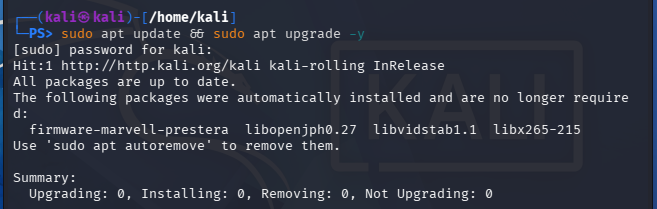 ┌──(kali㉿kali)-[/home/kali]
└─PS> sudo apt update && sudo apt upgrade -y
[sudo] password for kali:
Hit:1 http://http.kali.org/kali kali-rolling InRelease
All packages are up to date.
The following packages were automatically installed and are no longer require
d:
  firmware-marvell-prestera  libopenjph0.27  libvidstab1.1  libx265-215
Use 'sudo apt autoremove' to remove them.

Summary:
  Upgrading: 0, Installing: 0, Removing: 0, Not Upgrading: 0
KALI